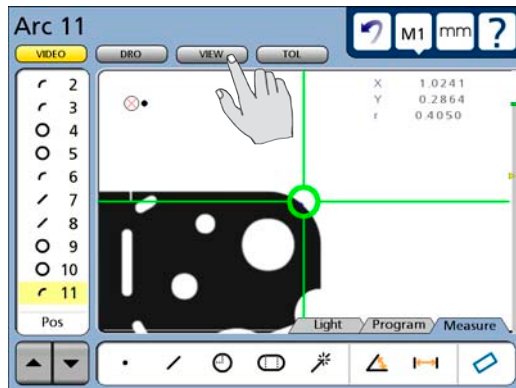 Arc 11
M1 mm ?
VIDEO DRO VIEW TOL
X 1.0241
Y 0.2864
r 0.4050
2
3
4
5
6
7
8
9
10
11
Pos
Light Program Measure